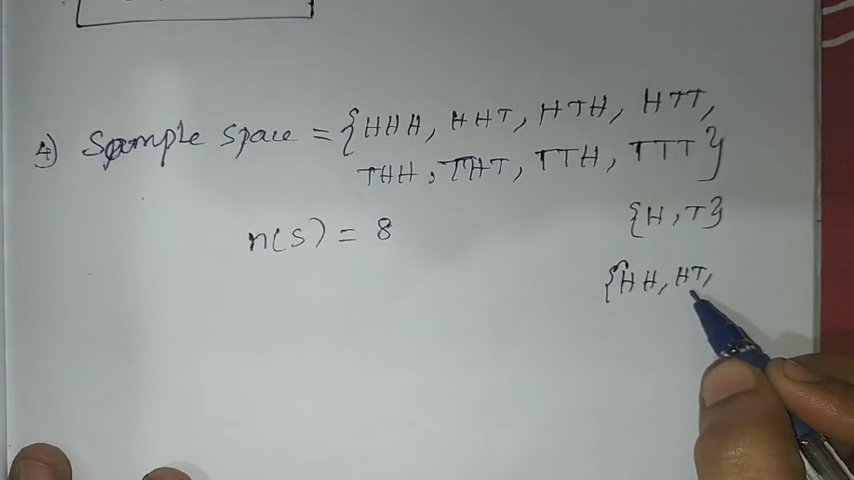 4) Sample space = {HHH, HHT, HTH, HTT,
THH, THT, TTH, TTT}
n(S) = 8
{H, T}
{HH, HT,